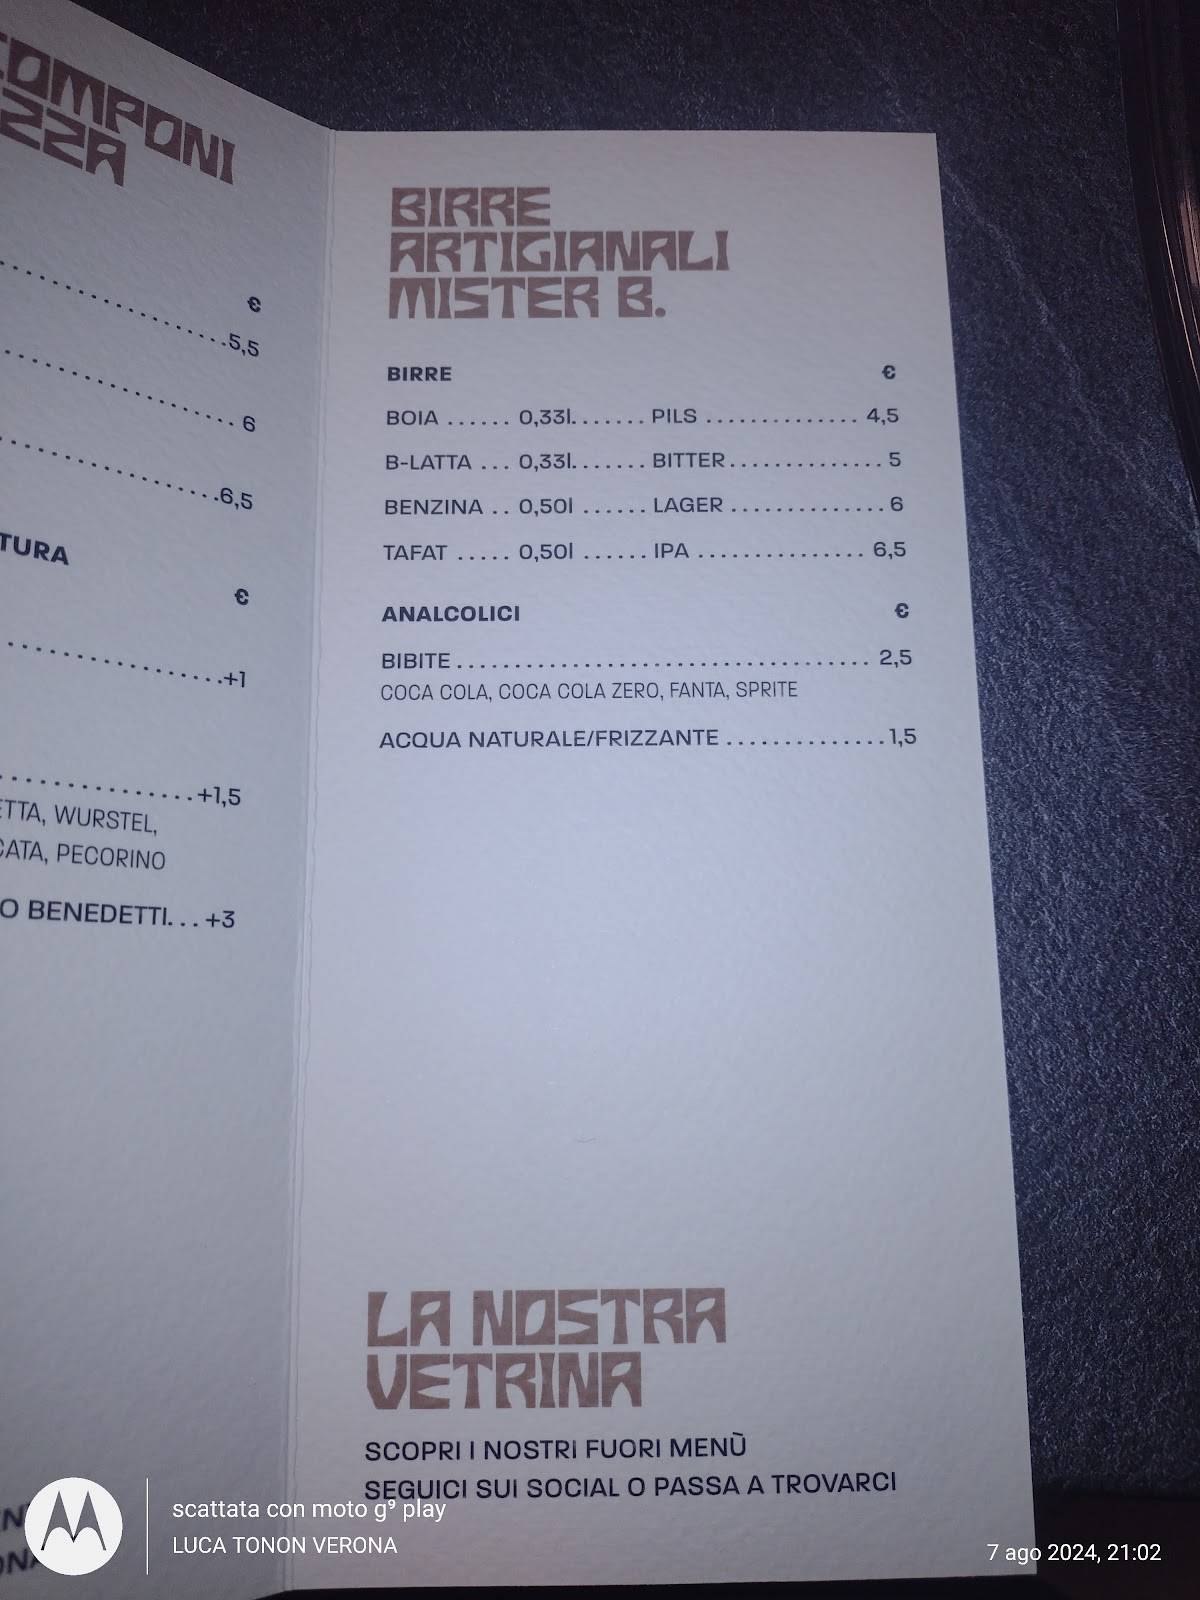 COMPONI
€
5,5
6
6,5
TURA
€
+1
+1,5
WURSTEL,
PECORINO
O BENEDETTI...+3
BIRRE
ARTIGIANALI
MISTER B.
BIRRE €
BOIA ...... 0,33l....... PILS .............. 4,5
B-LATTA ... 0,33l....... BITTER.............. 5
BENZINA .. 0,50l ...... LAGER .............. 6
TAFAT ..... 0,50l ...... IPA ............... 6,5
ANALCOLICI €
BIBITE..................................... 2,5
COCA COLA, COCA COLA ZERO, FANTA, SPRITE
ACQUA NATURALE/FRIZZANTE..............1,5
LA NOSTRA
VETRINA
SCOPRI I NOSTRI FUORI MENÙ
SEGUICI SUI SOCIAL O PASSA A TROVARCI
scattata con moto g⁹ play
LUCA TONON VERONA
7 ago 2024, 21:02